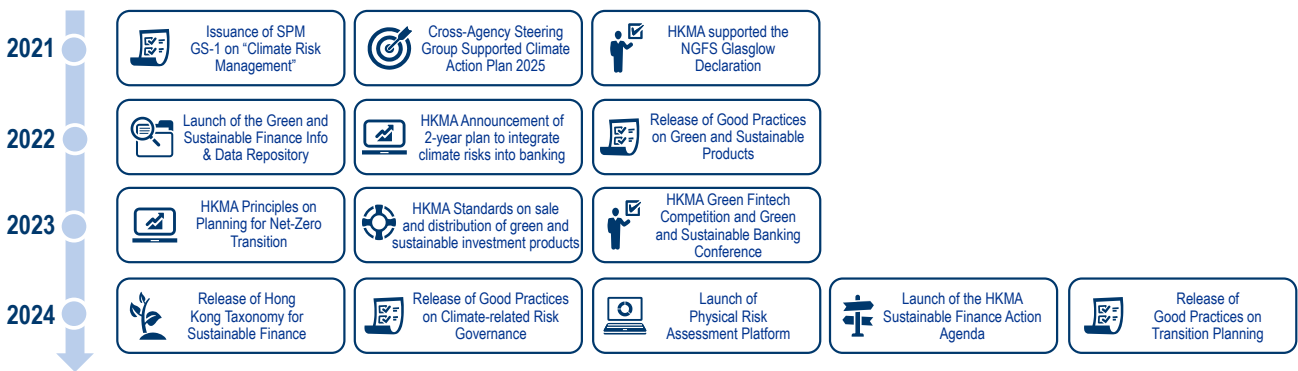 2021
Issuance of SPM
GS-1 on “Climate Risk
Management”
Cross-Agency Steering
Group Supported Climate
Action Plan 2025
HKMA supported the
NGFS Glasglow
Declaration
2022
Launch of the Green and
Sustainable Finance Info
& Data Repository
HKMA Announcement of
2-year plan to integrate
climate risks into banking
Release of Good Practices
on Green and Sustainable
Products
2023
HKMA Principles on
Planning for Net-Zero
Transition
HKMA Standards on sale
and distribution of green and
sustainable investment products
HKMA Green Fintech
Competition and Green
and Sustainable Banking
Conference
2024
Release of Hong
Kong Taxonomy for
Sustainable Finance
Release of Good Practices
on Climate-related Risk
Governance
Launch of
Physical Risk
Assessment Platform
Launch of the HKMA
Sustainable Finance Action
Agenda
Release of
Good Practices on
Transition Planning